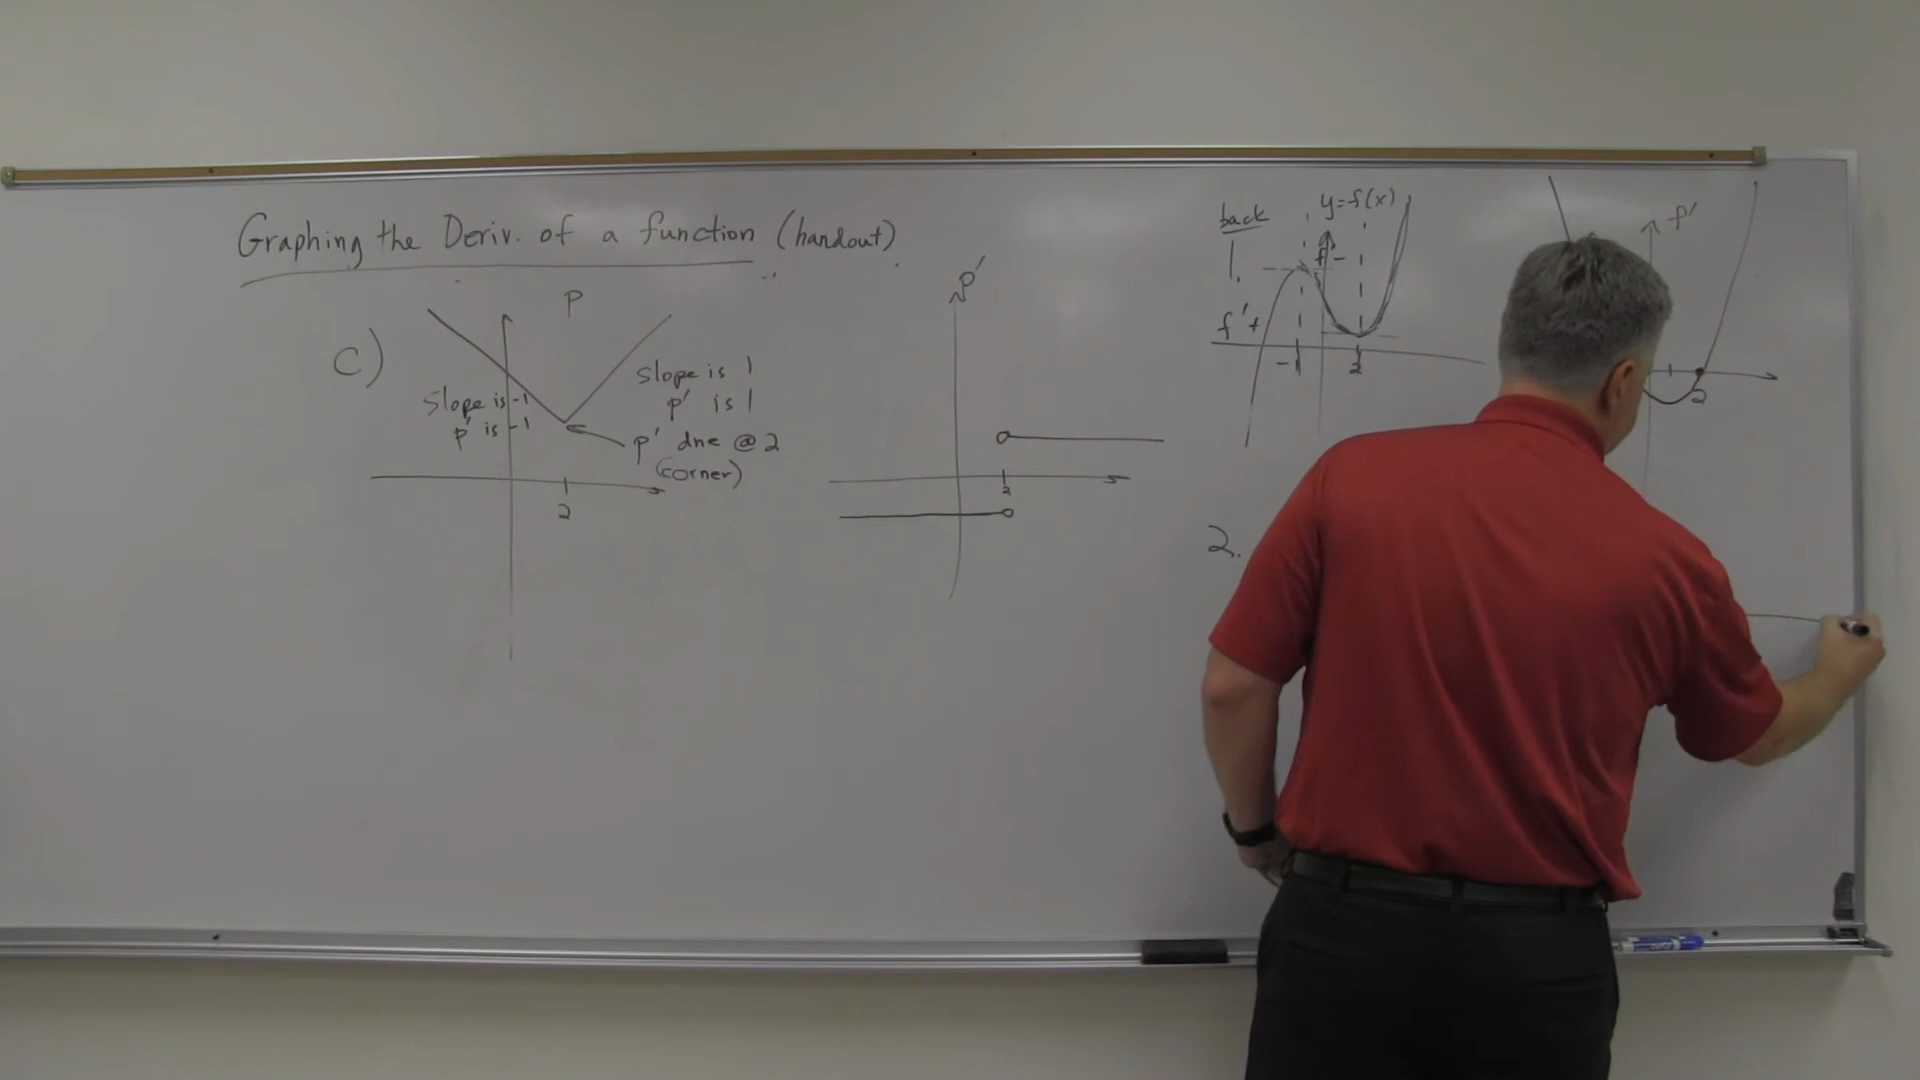 Graphing the Deriv. of a function (handout)
c)
P
Slope is -1
p' is -1
Slope is 1
p' is 1
p' dne @ 2
(corner)
2
p'
2
back
1.
y=f(x)
f'+
f'-
-1
2
f'
2
2.